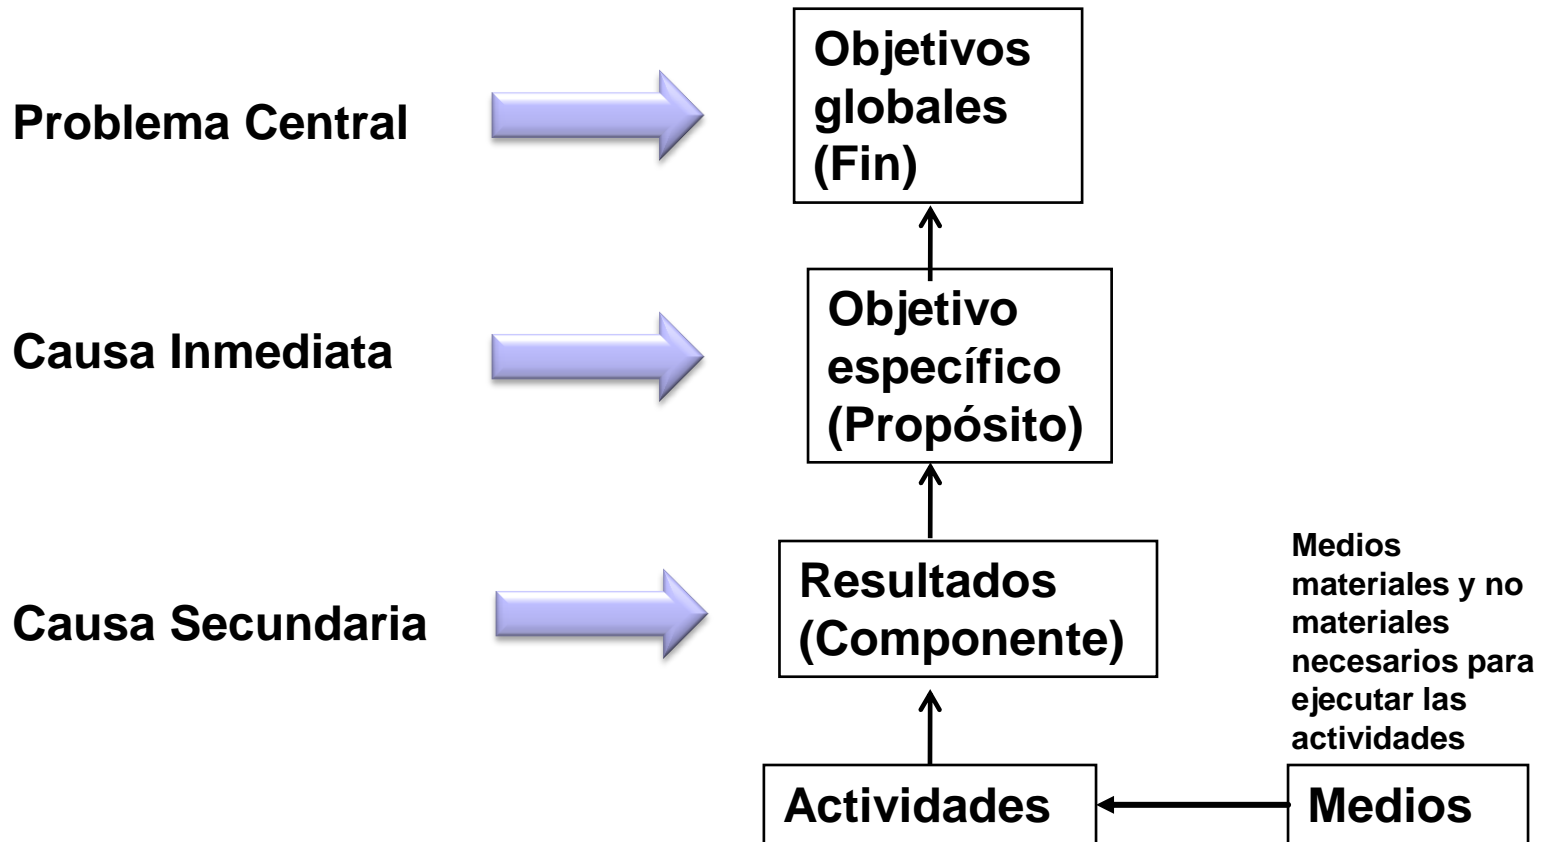 Problema Central
Objetivos
globales
(Fin)
Causa Inmediata
Objetivo
específico
(Propósito)
Causa Secundaria
Resultados
(Componente)
Medios
materiales y no
materiales
necesarios para
ejecutar las
actividades
Actividades
Medios